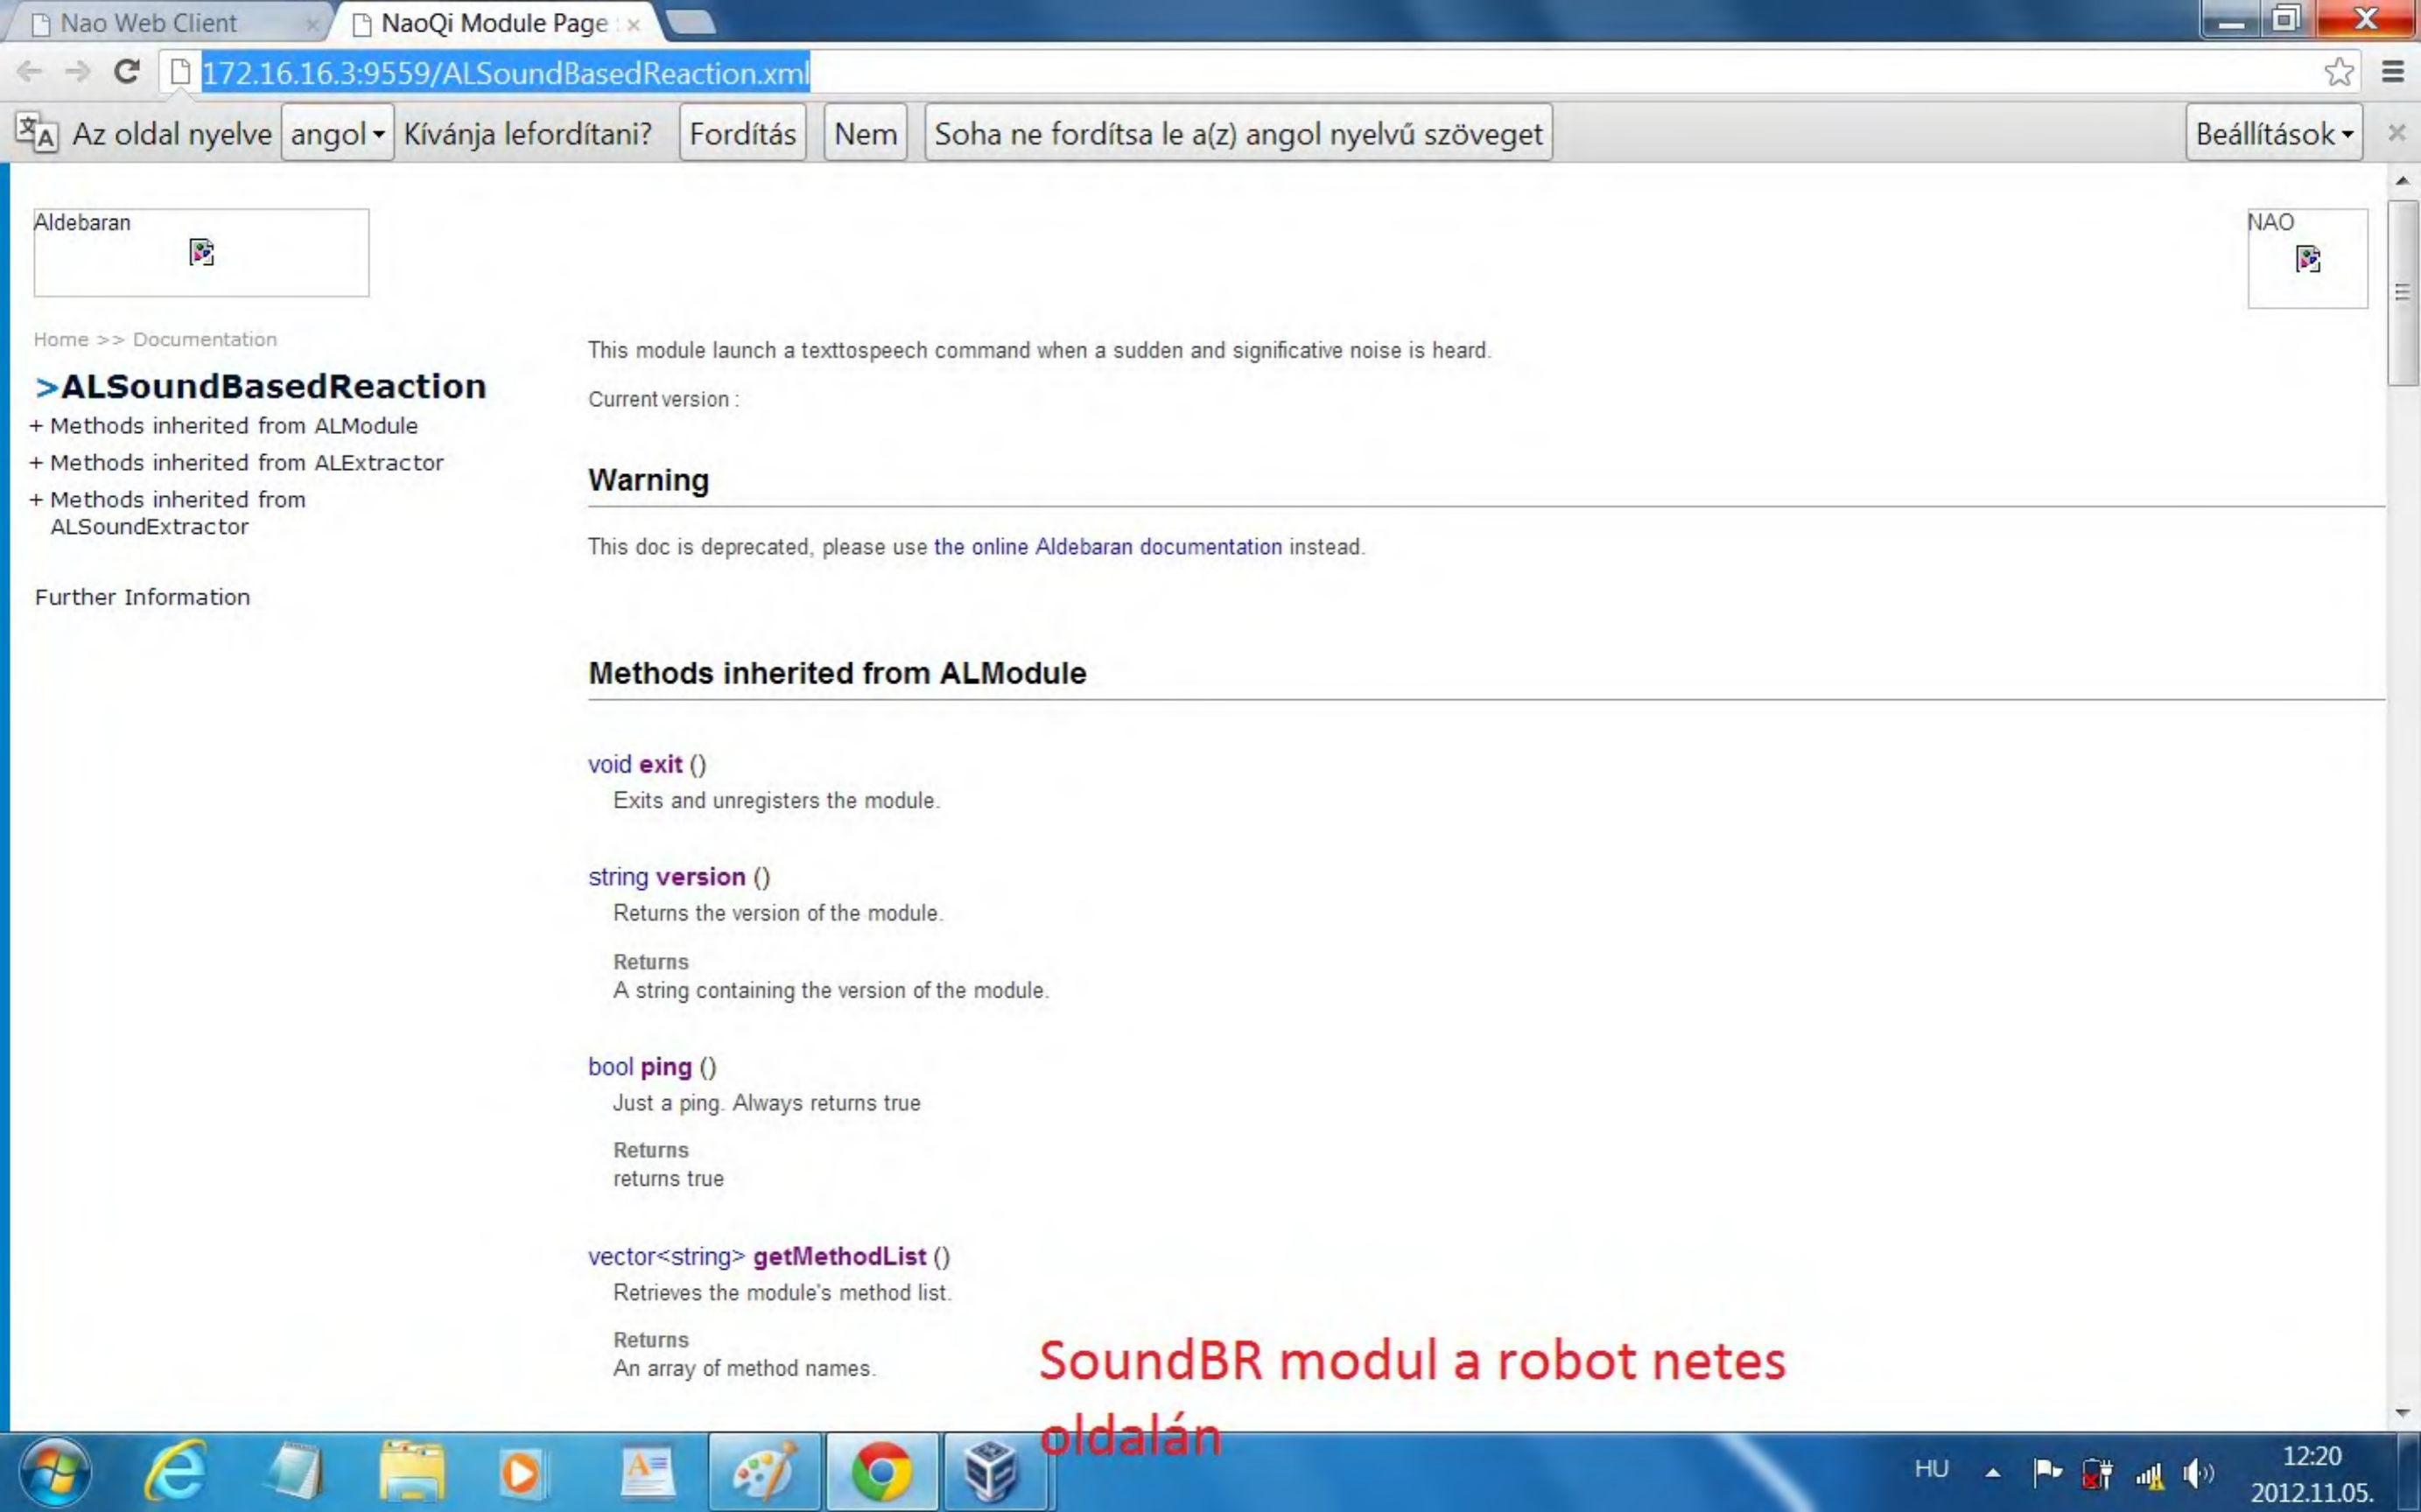 Nao Web Client
NaoQi Module Page :
172.16.16.3:9559/ALSoundBasedReaction.xml
Az oldal nyelve angol Kívánja lefordítani? Fordítás Nem Soha ne fordítsa le a(z) angol nyelvű szöveget Beállítások
Aldebaran
NAO
Home >> Documentation
>ALSoundBasedReaction
+ Methods inherited from ALModule
+ Methods inherited from ALExtractor
+ Methods inherited from
ALSoundExtractor
Further Information
This module launch a texttospeech command when a sudden and significative noise is heard.
Current version :
Warning
This doc is deprecated, please use the online Aldebaran documentation instead.
Methods inherited from ALModule
void exit ()
Exits and unregisters the module.
string version ()
Returns the version of the module.
Returns
A string containing the version of the module.
bool ping ()
Just a ping. Always returns true
Returns
returns true
vector<string> getMethodList ()
Retrieves the module's method list.
Returns
An array of method names.
SoundBR modul a robot netes
oldalán
HU
12:20
2012.11.05.